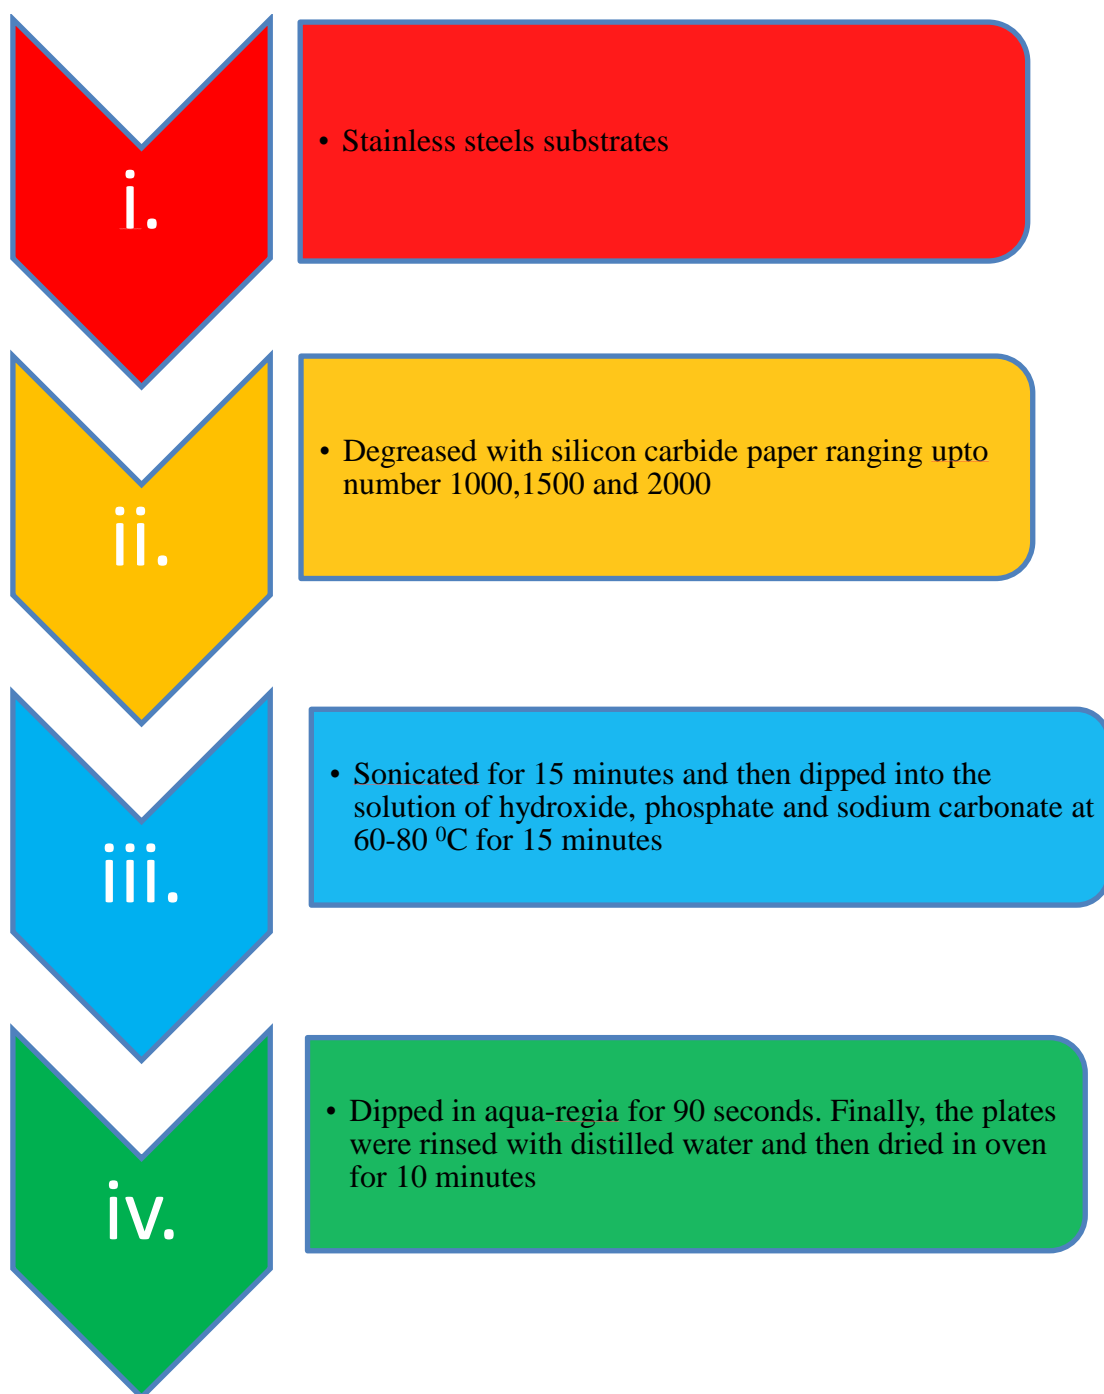 i.
• Stainless steels substrates
ii.
• Degreased with silicon carbide paper ranging upto
number 1000,1500 and 2000
iii.
• Sonicated for 15 minutes and then dipped into the
solution of hydroxide, phosphate and sodium carbonate at
60-80 ⁰C for 15 minutes
iv.
• Dipped in aqua-regia for 90 seconds. Finally, the plates
were rinsed with distilled water and then dried in oven
for 10 minutes